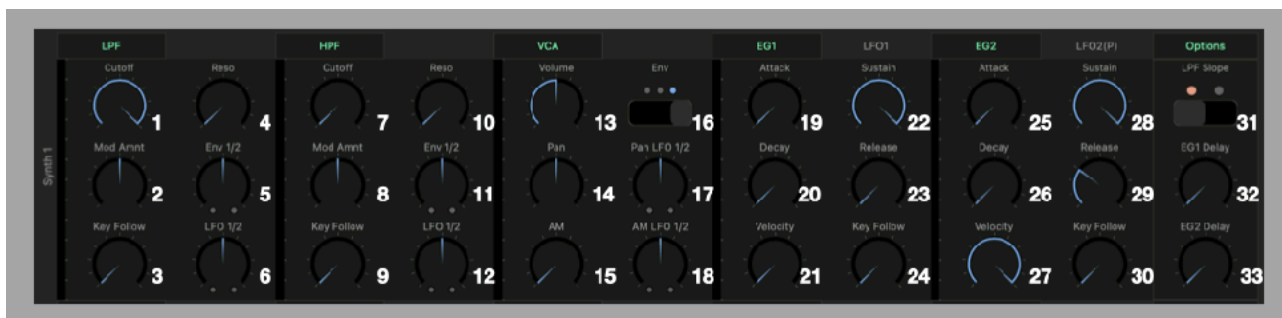 LPF HPF VCA EG1 LFO1 EG2 LFO2(P) Options
Cutoff Reso Cutoff Reso Volume Env Attack Sustain Attack Sustain LPF Slope
1 4 7 10 13 16 19 22 25 28 31
Synth 1
Mod Amnt Env 1/2 Mod Amnt Env 1/2 Pan Pan LFO 1/2 Decay Release Decay Release EG1 Delay
2 5 8 11 14 17 20 23 26 29 32
Key Follow LFO 1/2 Key Follow LFO 1/2 AM AM LFO 1/2 Velocity Key Follow Velocity Key Follow EG2 Delay
3 6 9 12 15 18 21 24 27 30 33